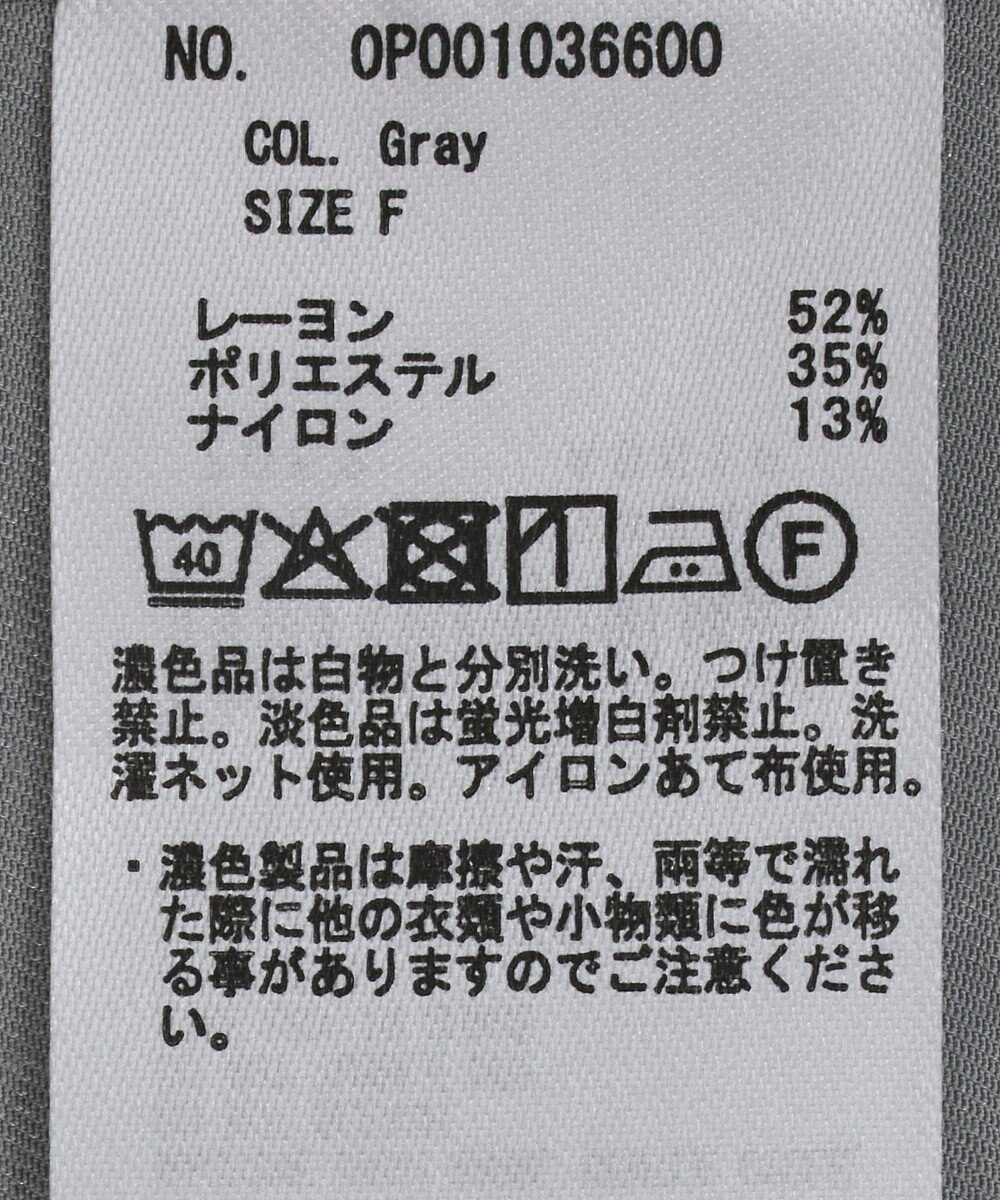 NO. 0P001036600
COL. Gray
SIZE F
レーヨン 52%
ポリエステル 35%
ナイロン 13%
40
F
濃色品は白物と分別洗い。つけ置き
禁止。淡色品は蛍光増白剤禁止。洗
濯ネット使用。アイロンあて布使用。
・濃色製品は摩擦や汗、雨等で濡れ
た際に他の衣類や小物類に色が移
る事がありますのでご注意くださ
い。